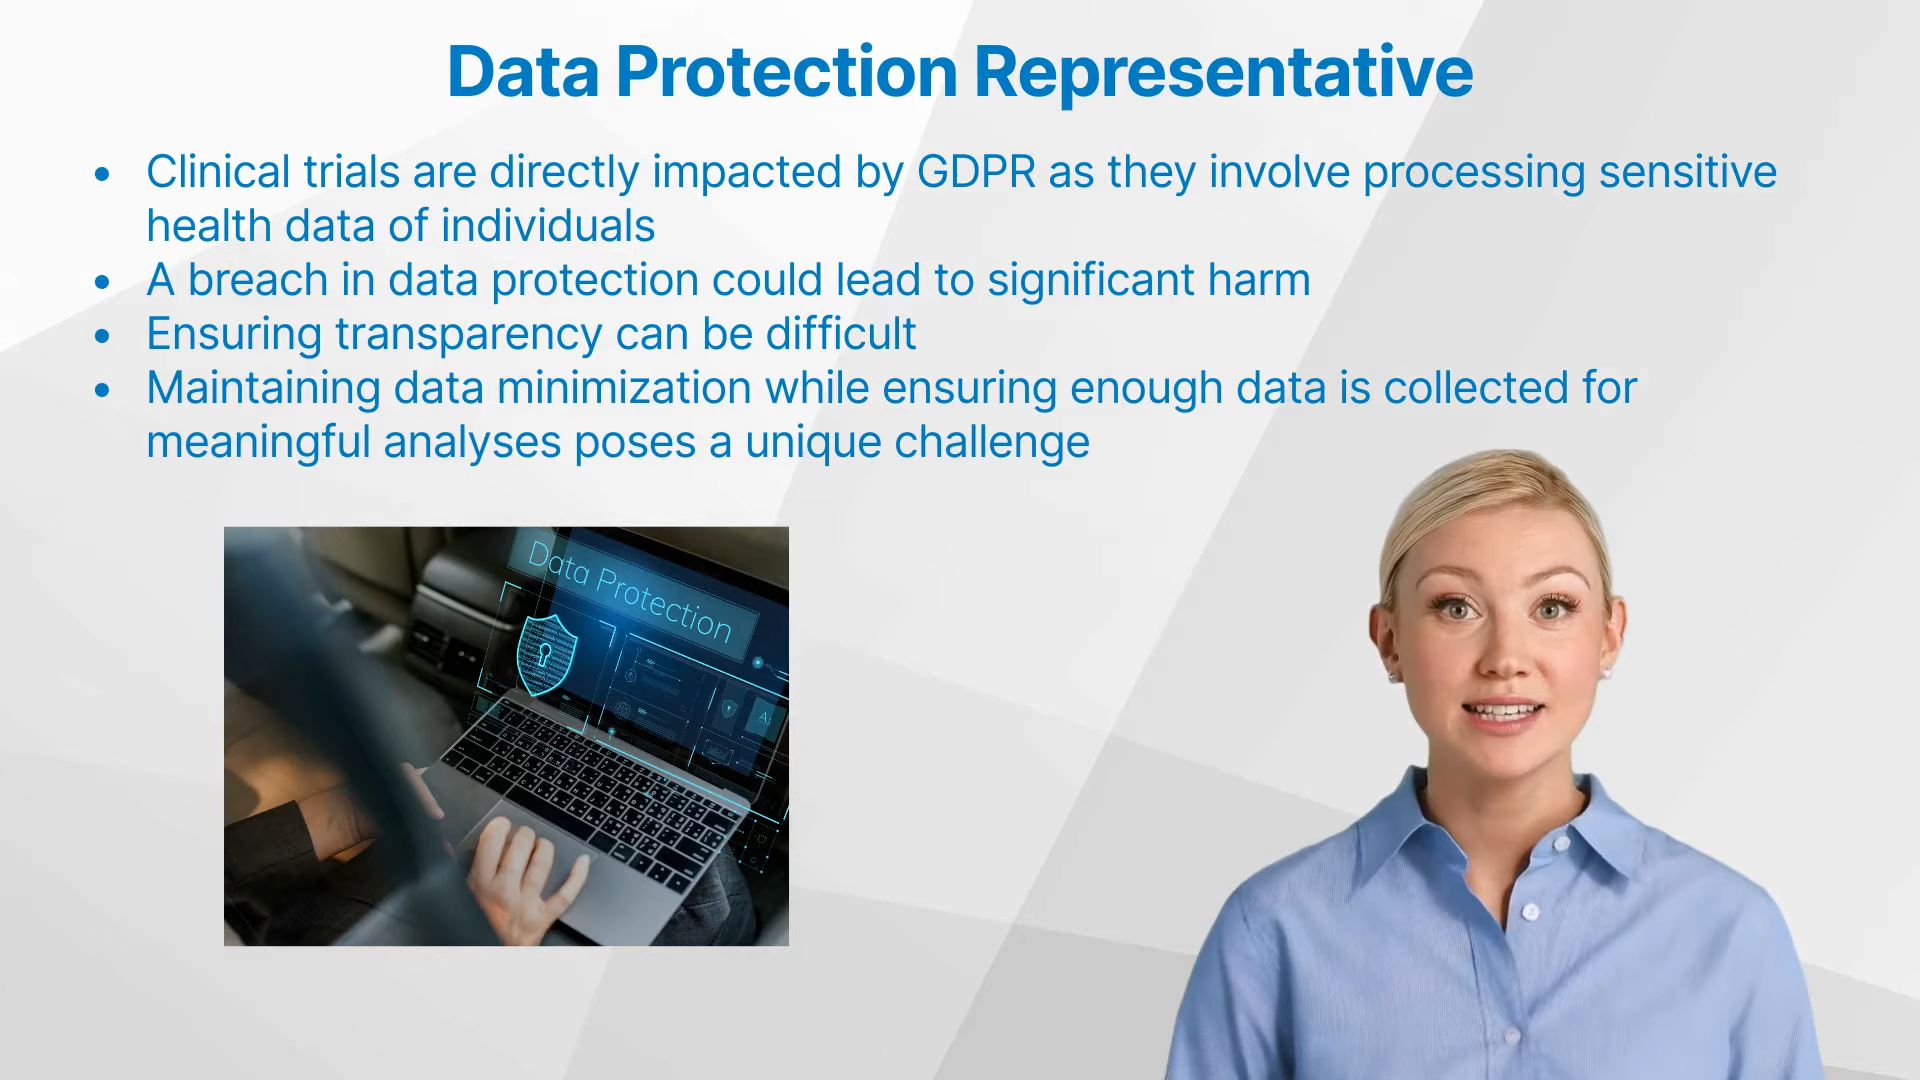 Data Protection Representative
• Clinical trials are directly impacted by GDPR as they involve processing sensitive
health data of individuals
• A breach in data protection could lead to significant harm
• Ensuring transparency can be difficult
• Maintaining data minimization while ensuring enough data is collected for
meaningful analyses poses a unique challenge
Data Protection